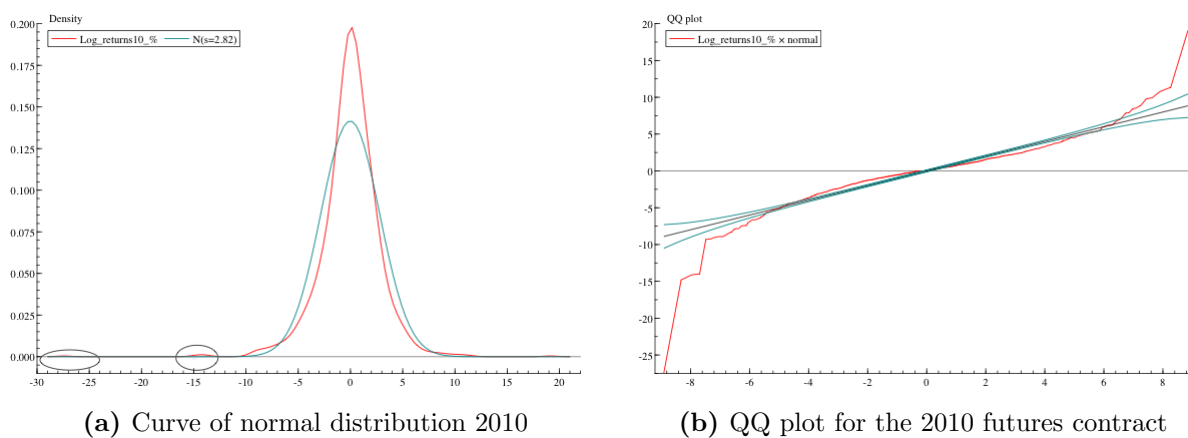 Density
Log_returns10_% N(s=2.82)
0.200
0.175
0.150
0.125
0.100
0.075
0.050
0.025
0.000
-30 -25 -20 -15 -10 -5 0 5 10 15 20
(a) Curve of normal distribution 2010
QQ plot
Log_returns10_% × normal
20
15
10
5
0
-5
-10
-15
-20
-25
-8 -6 -4 -2 0 2 4 6 8
(b) QQ plot for the 2010 futures contract